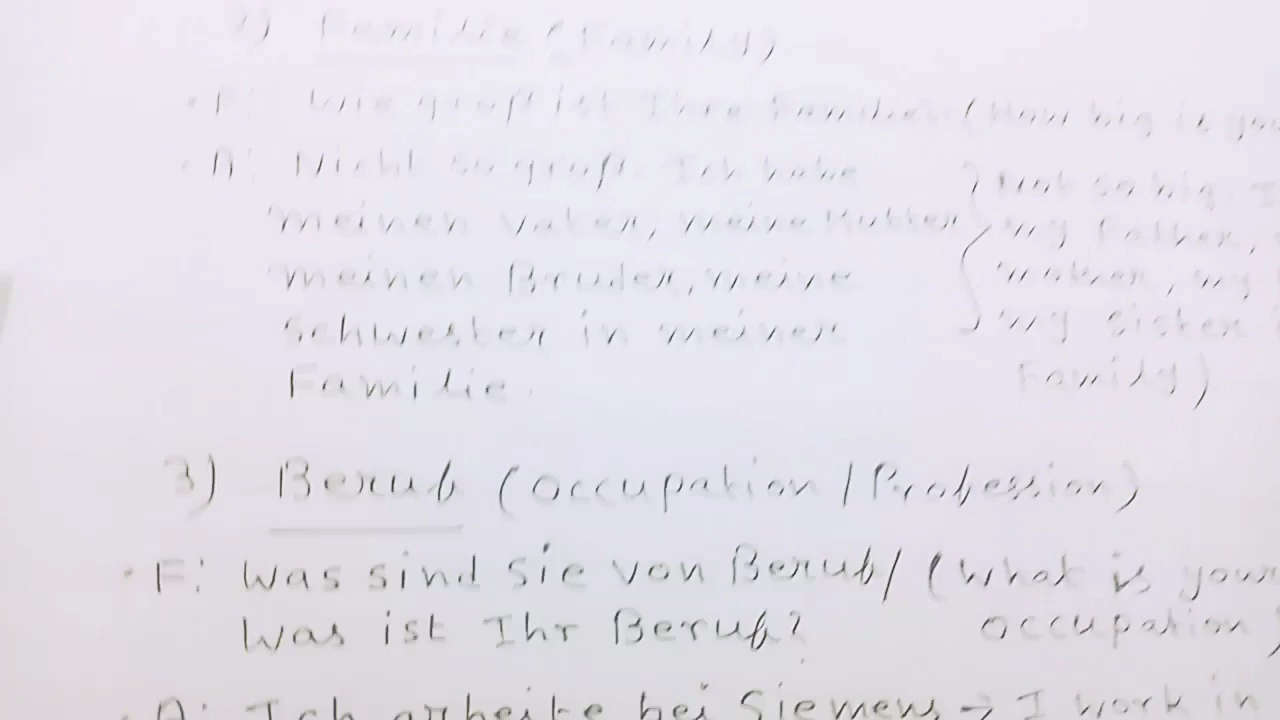 2) Familie (Family)
• F: Wie groß ist Ihre Familie? (How big is you
• A: Nicht so groß. Ich habe { Not so big. I
meinen Vater, meine Mutter my Father,
meinen Bruder, meine mother, my
Schwester in meiner my sister
Familie. Family)
3) Beruf (Occupation / Profession)
• F: Was sind Sie von Beruf/ (What is your
Was ist Ihr Beruf? occupation)
• A: Ich arbeite bei Siemens → I work in